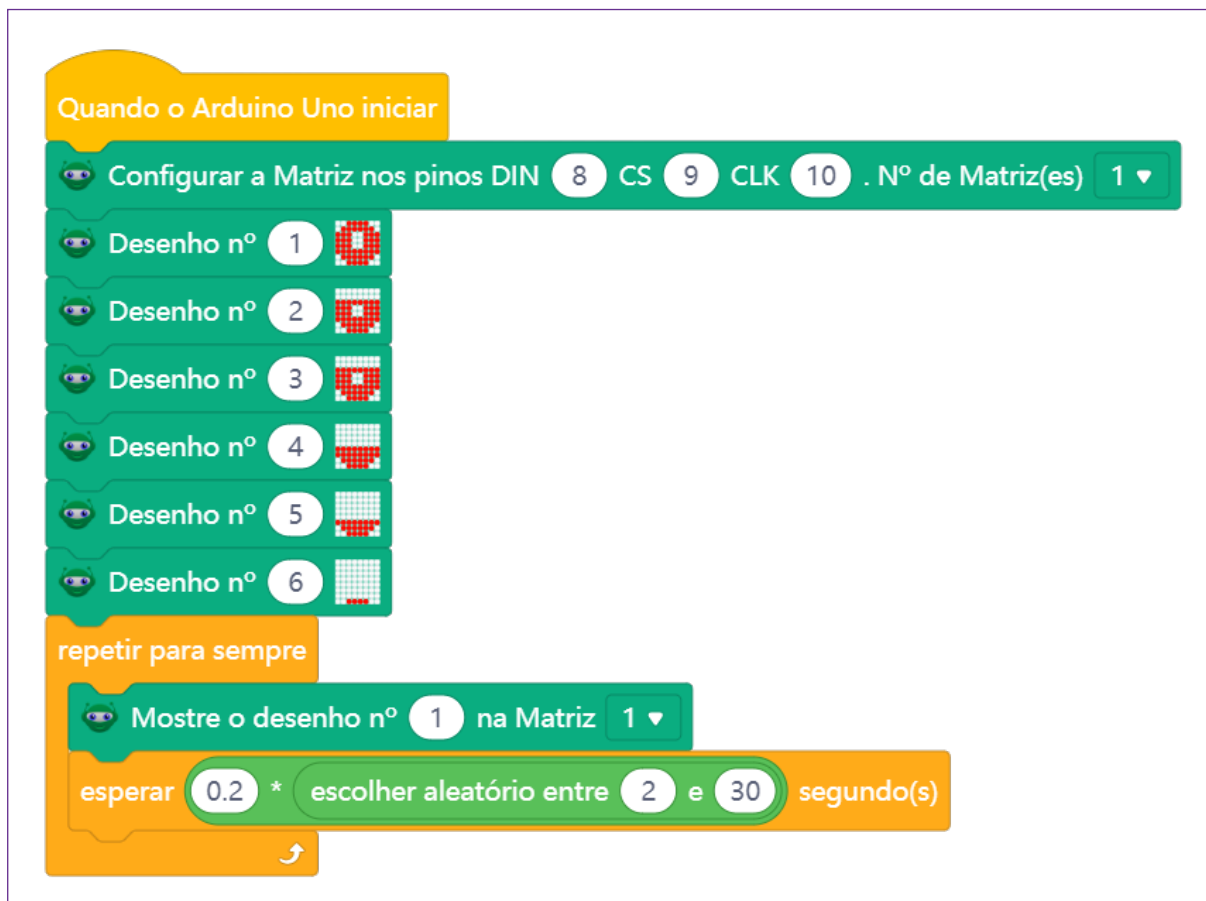 Quando o Arduino Uno iniciar
Configurar a Matriz nos pinos DIN 8 CS 9 CLK 10 . Nº de Matriz(es) 1
Desenho nº 1
Desenho nº 2
Desenho nº 3
Desenho nº 4
Desenho nº 5
Desenho nº 6
repetir para sempre
Mostre o desenho nº 1 na Matriz 1
esperar 0.2 * escolher aleatório entre 2 e 30 segundo(s)